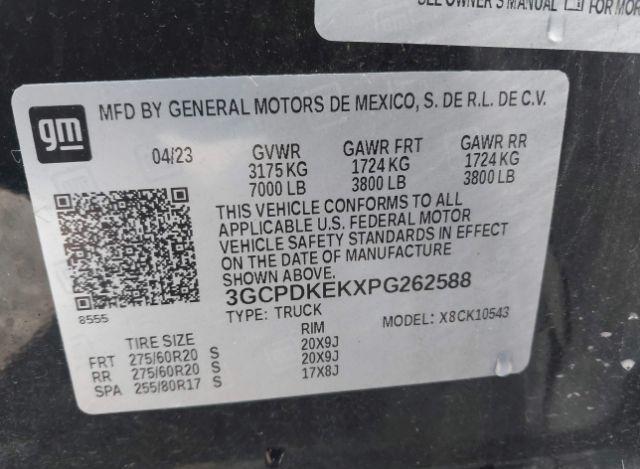 SEE OWNER'S MANUAL FOR MOR
gm
MFD BY GENERAL MOTORS DE MEXICO, S. DE R.L. DE C.V.
04/23 GVWR GAWR FRT GAWR RR
3175 KG 1724 KG 1724 KG
7000 LB 3800 LB 3800 LB
THIS VEHICLE CONFORMS TO ALL
APPLICABLE U.S. FEDERAL MOTOR
VEHICLE SAFETY STANDARDS IN EFFECT
ON THE DATE OF MANUFACTURE
SHOWN ABOVE.
3GCPDKEKXPG262588
8555
TYPE: TRUCK MODEL: X8CK10543
TIRE SIZE RIM
FRT 275/60R20 S 20X9J
RR 275/60R20 S 20X9J
SPA 255/80R17 S 17X8J